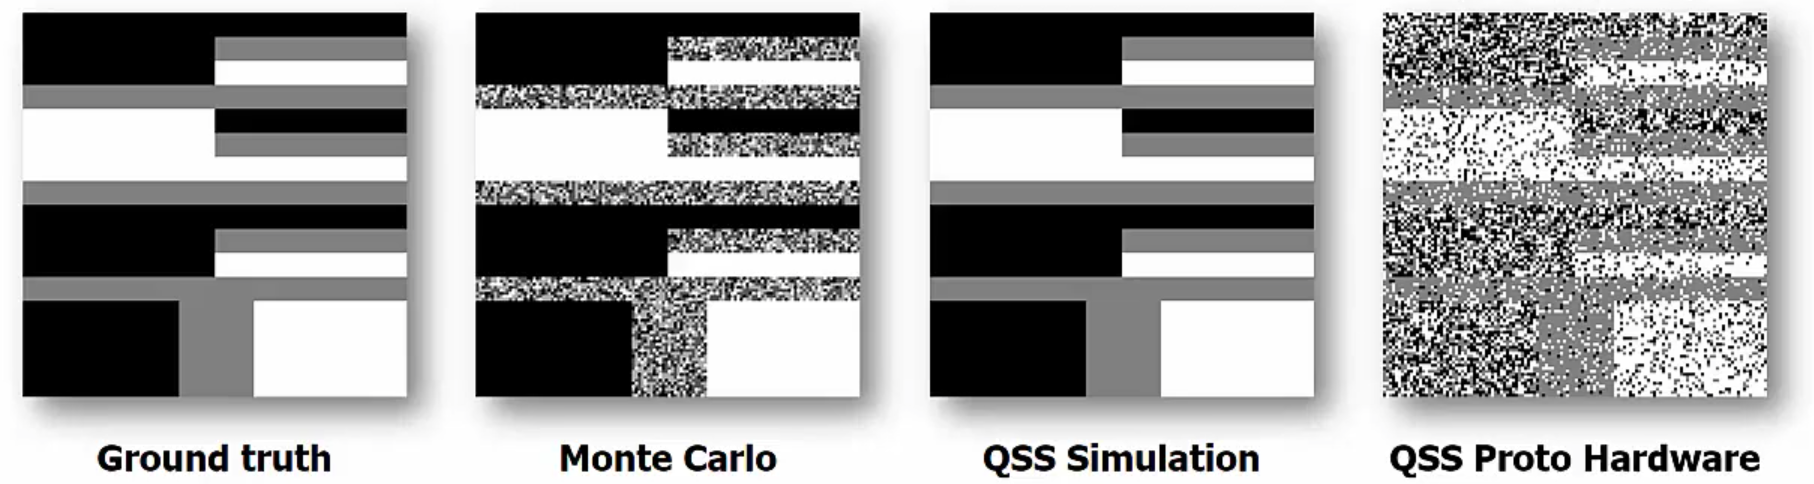 Ground truth
Monte Carlo
QSS Simulation
QSS Proto Hardware